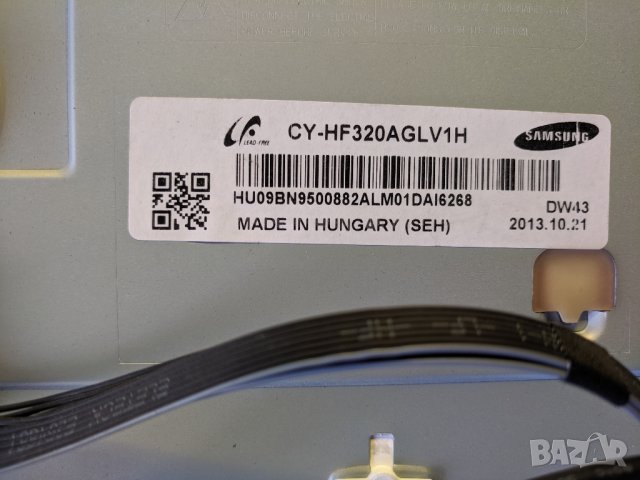 LEAD-FREE
CY-HF320AGLV1H
SAMSUNG
HU09BN9500882ALM01DAI6268
DW43
MADE IN HUNGARY (SEH)
2013.10.21
BAZAR
bg